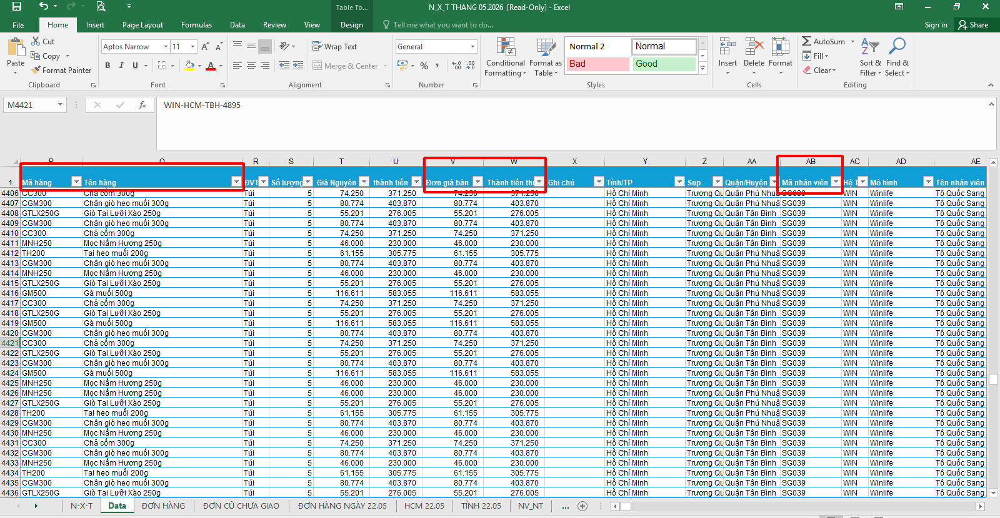 Table To...
N_X_T THANG 05.2026 [Read-Only] - Excel
File Home Insert Page Layout Formulas Data Review View Design Tell me what you want to do... Sign in Share
Paste Cut Copy Format Painter Clipboard
Aptos Narrow 11 B I U A Font
Wrap Text Merge & Center Alignment
General % , Number
Conditional Formatting Format as Table Normal 2 Normal Bad Good Styles
Insert Delete Format Cells
AutoSum Fill Clear Sort & Filter Find & Select Editing
M4421 fx WIN-HCM-TBH-4895
P Q R S T U V W X Y Z AA AB AC AD AE
1 Mã hàng Tên hàng ĐVT Số lượng Giá Nguyên thành tiền Đơn giá bán Thành tiền thu Ghi chú Tỉnh/TP Sup Quận/Huyện Mã nhân viên Hệ T Mô hình Tên nhân viên
4406 CC300 Chả cốm 300g Túi 5 74.250 371.250 74.250 371.250 Hồ Chí Minh Trương Qu Quận Phú Nhuậ SG039 WIN Winlife Tô Quốc Sang
4407 CGM300 Chân giò heo muối 300g Túi 5 80.774 403.870 80.774 403.870 Hồ Chí Minh Trương Qu Quận Phú Nhuậ SG039 WIN Winlife Tô Quốc Sang
4408 GTLX250G Giò Tai Lưỡi Xào 250g Túi 5 55.201 276.005 55.201 276.005 Hồ Chí Minh Trương Qu Quận Tân Bình SG039 WIN Winlife Tô Quốc Sang
4409 CGM300 Chân giò heo muối 300g Túi 5 80.774 403.870 80.774 403.870 Hồ Chí Minh Trương Qu Quận Tân Bình SG039 WIN Winlife Tô Quốc Sang
4410 CC300 Chả cốm 300g Túi 5 74.250 371.250 74.250 371.250 Hồ Chí Minh Trương Qu Quận Tân Bình SG039 WIN Winlife Tô Quốc Sang
4411 MNH250 Mọc Nấm Hương 250g Túi 5 46.000 230.000 46.000 230.000 Hồ Chí Minh Trương Qu Quận Tân Bình SG039 WIN Winlife Tô Quốc Sang
4412 TH200 Tai heo muối 200g Túi 5 61.155 305.775 61.155 305.775 Hồ Chí Minh Trương Qu Quận Phú Nhuậ SG039 WIN Winlife Tô Quốc Sang
4413 CGM300 Chân giò heo muối 300g Túi 5 80.774 403.870 80.774 403.870 Hồ Chí Minh Trương Qu Quận Phú Nhuậ SG039 WIN Winlife Tô Quốc Sang
4414 MNH250 Mọc Nấm Hương 250g Túi 5 46.000 230.000 46.000 230.000 Hồ Chí Minh Trương Qu Quận Phú Nhuậ SG039 WIN Winlife Tô Quốc Sang
4415 GTLX250G Giò Tai Lưỡi Xào 250g Túi 5 55.201 276.005 55.201 276.005 Hồ Chí Minh Trương Qu Quận Phú Nhuậ SG039 WIN Winlife Tô Quốc Sang
4416 GM500 Gà muối 500g Túi 5 116.611 583.055 116.611 583.055 Hồ Chí Minh Trương Qu Quận Phú Nhuậ SG039 WIN Winlife Tô Quốc Sang
4417 CC300 Chả cốm 300g Túi 5 74.250 371.250 74.250 371.250 Hồ Chí Minh Trương Qu Quận Phú Nhuậ SG039 WIN Winlife Tô Quốc Sang
4418 GTLX250G Giò Tai Lưỡi Xào 250g Túi 5 55.201 276.005 55.201 276.005 Hồ Chí Minh Trương Qu Quận Tân Bình SG039 WIN Winlife Tô Quốc Sang
4419 GM500 Gà muối 500g Túi 5 116.611 583.055 116.611 583.055 Hồ Chí Minh Trương Qu Quận Tân Bình SG039 WIN Winlife Tô Quốc Sang
4420 CGM300 Chân giò heo muối 300g Túi 5 80.774 403.870 80.774 403.870 Hồ Chí Minh Trương Qu Quận Tân Bình SG039 WIN Winlife Tô Quốc Sang
4421 CC300 Chả cốm 300g Túi 5 74.250 371.250 74.250 371.250 Hồ Chí Minh Trương Qu Quận Tân Bình SG039 WIN Winlife Tô Quốc Sang
4422 GTLX250G Giò Tai Lưỡi Xào 250g Túi 5 55.201 276.005 55.201 276.005 Hồ Chí Minh Trương Qu Quận Tân Bình SG039 WIN Winlife Tô Quốc Sang
4423 CGM300 Chân giò heo muối 300g Túi 5 80.774 403.870 80.774 403.870 Hồ Chí Minh Trương Qu Quận Tân Bình SG039 WIN Winlife Tô Quốc Sang
4424 GM500 Gà muối 500g Túi 5 116.611 583.055 116.611 583.055 Hồ Chí Minh Trương Qu Quận Tân Bình SG039 WIN Winlife Tô Quốc Sang
4425 MNH250 Mọc Nấm Hương 250g Túi 5 46.000 230.000 46.000 230.000 Hồ Chí Minh Trương Qu Quận Tân Bình SG039 WIN Winlife Tô Quốc Sang
4426 MNH250 Mọc Nấm Hương 250g Túi 5 46.000 230.000 46.000 230.000 Hồ Chí Minh Trương Qu Quận Phú Nhuậ SG039 WIN Winlife Tô Quốc Sang
4427 GTLX250G Giò Tai Lưỡi Xào 250g Túi 5 55.201 276.005 55.201 276.005 Hồ Chí Minh Trương Qu Quận Phú Nhuậ SG039 WIN Winlife Tô Quốc Sang
4428 TH200 Tai heo muối 200g Túi 5 61.155 305.775 61.155 305.775 Hồ Chí Minh Trương Qu Quận Phú Nhuậ SG039 WIN Winlife Tô Quốc Sang
4429 CGM300 Chân giò heo muối 300g Túi 5 80.774 403.870 80.774 403.870 Hồ Chí Minh Trương Qu Quận Phú Nhuậ SG039 WIN Winlife Tô Quốc Sang
4430 MNH250 Mọc Nấm Hương 250g Túi 5 46.000 230.000 46.000 230.000 Hồ Chí Minh Trương Qu Quận Tân Bình SG039 WIN Winlife Tô Quốc Sang
4431 CC300 Chả cốm 300g Túi 5 74.250 371.250 74.250 371.250 Hồ Chí Minh Trương Qu Quận Tân Bình SG039 WIN Winlife Tô Quốc Sang
4432 CGM300 Chân giò heo muối 300g Túi 5 80.774 403.870 80.774 403.870 Hồ Chí Minh Trương Qu Quận Tân Bình SG039 WIN Winlife Tô Quốc Sang
4433 MNH250 Mọc Nấm Hương 250g Túi 5 46.000 230.000 46.000 230.000 Hồ Chí Minh Trương Qu Quận Tân Bình SG039 WIN Winlife Tô Quốc Sang
4434 TH200 Tai heo muối 200g Túi 5 61.155 305.775 61.155 305.775 Hồ Chí Minh Trương Qu Quận Tân Bình SG039 WIN Winlife Tô Quốc Sang
4435 CGM300 Chân giò heo muối 300g Túi 5 80.774 403.870 80.774 403.870 Hồ Chí Minh Trương Qu Quận Tân Bình SG039 WIN Winlife Tô Quốc Sang
4436 GTLX250G Giò Tai Lưỡi Xào 250g Túi 5 55.201 276.005 55.201 276.005 Hồ Chí Minh Trương Qu Quận Tân Bình SG039 WIN Winlife Tô Quốc Sang
N-X-T Data ĐƠN HÀNG ĐƠN CŨ CHƯA GIAO ĐƠN HÀNG NGÀY 22.05 HCM 22.05 TỈNH 22.05 NV_NT ...